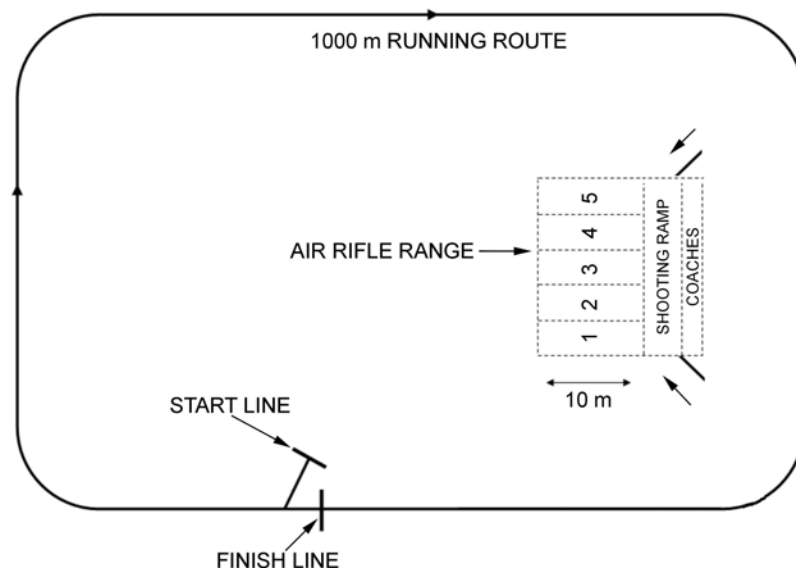 1000 m RUNNING ROUTE
AIR RIFLE RANGE
5
4
3
2
1
SHOOTING RAMP
COACHES
10 m
START LINE
FINISH LINE